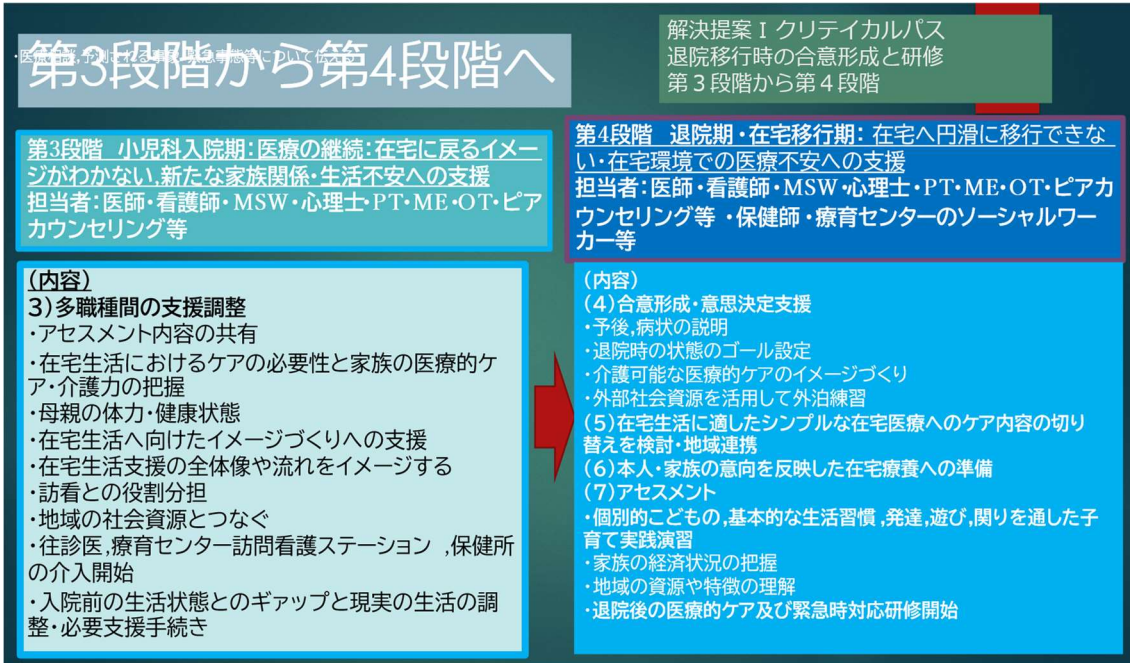 ・医療相談,予測される事象,緊急事態等について伝える
第3段階から第4段階へ
解決提案Ⅰ クリテイカルパス
退院移行時の合意形成と研修
第３段階から第４段階
第3段階 小児科入院期：医療の継続：在宅に戻るイメー
ジがわかない.新たな家族関係・生活不安への支援
担当者：医師・看護師・MSW・心理士・PT・ME・OT・ピア
カウンセリング等
第4段階 退院期・在宅移行期： 在宅へ円滑に移行できな
い・在宅環境での医療不安への支援
担当者：医師・看護師・MSW・心理士・PT・ME・OT・ピアカ
ウンセリング等 ・保健師・療育センターのソーシャルワー
カー等
（内容）
3）多職種間の支援調整
・アセスメント内容の共有
・在宅生活におけるケアの必要性と家族の医療的ケ
ア・介護力の把握
・母親の体力・健康状態
・在宅生活へ向けたイメージづくりへの支援
・在宅生活支援の全体像や流れをイメージする
・訪看との役割分担
・地域の社会資源とつなぐ
・往診医,療育センター訪問看護ステーション ,保健所
の介入開始
・入院前の生活状態とのギァップと現実の生活の調
整・必要支援手続き
（内容）
（4）合意形成・意思決定支援
・予後,病状の説明
・退院時の状態のゴール設定
・介護可能な医療的ケアのイメージづくり
・外部社会資源を活用して外泊練習
（5）在宅生活に適したシンプルな在宅医療へのケア内容の切り
替えを検討・地域連携
（6）本人・家族の意向を反映した在宅療養への準備
（7）アセスメント
・個別的こどもの,基本的な生活習慣,発達,遊び,関りを通した子
育て実践演習
・家族の経済状況の把握
・地域の資源や特徴の理解
・退院後の医療的ケア及び緊急時対応研修開始